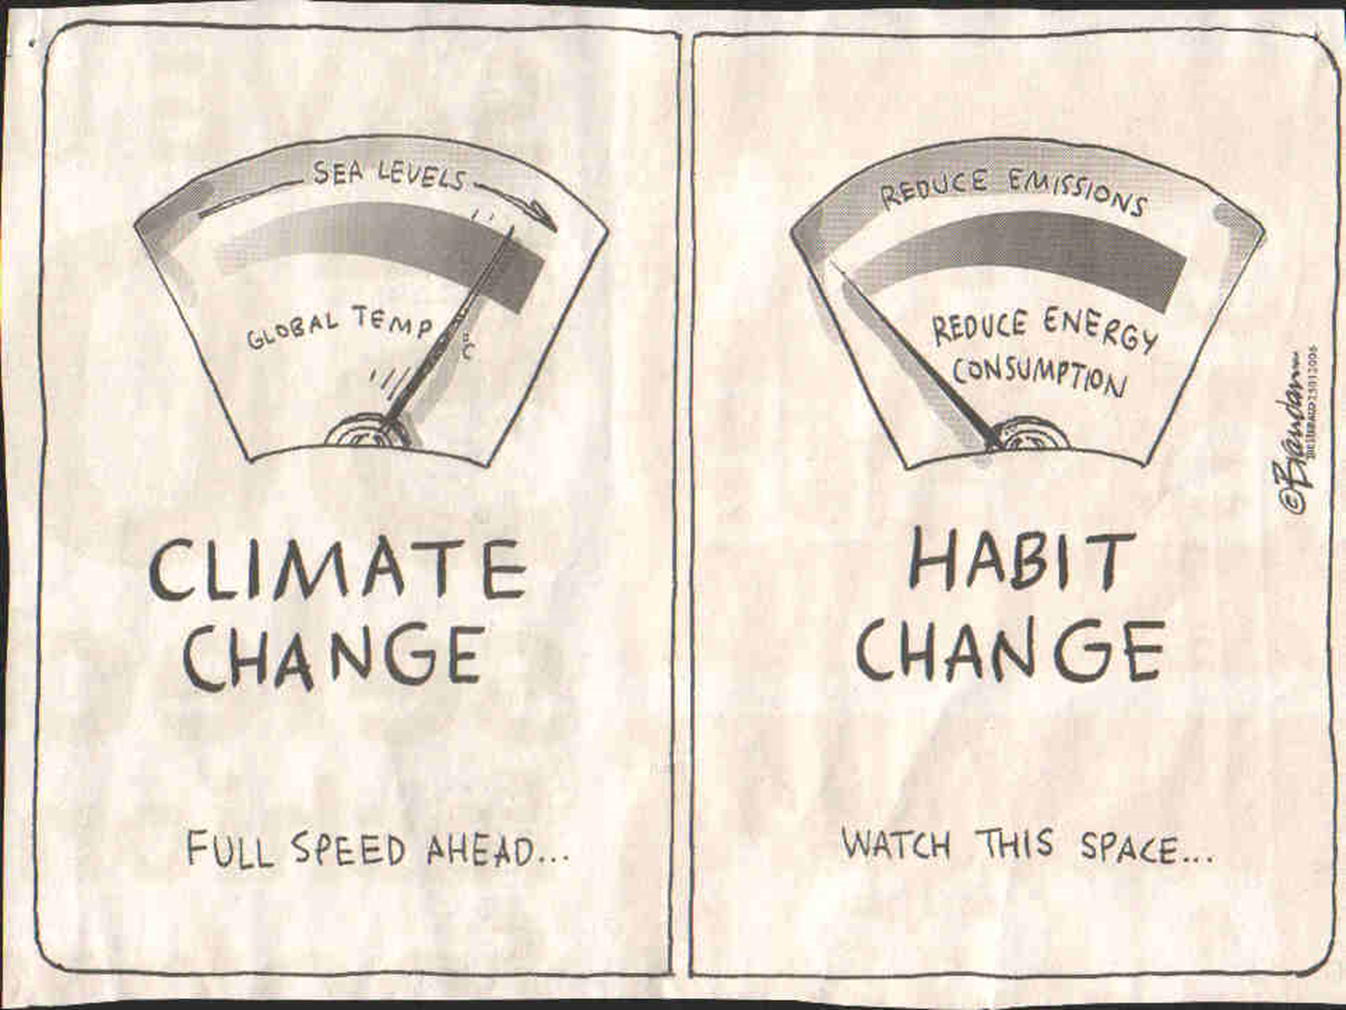 SEA LEVELS
GLOBAL TEMP °C
CLIMATE
CHANGE
FULL SPEED AHEAD...
REDUCE EMISSIONS
REDUCE ENERGY
CONSUMPTION
HABIT
CHANGE
WATCH THIS SPACE...
©Brandann